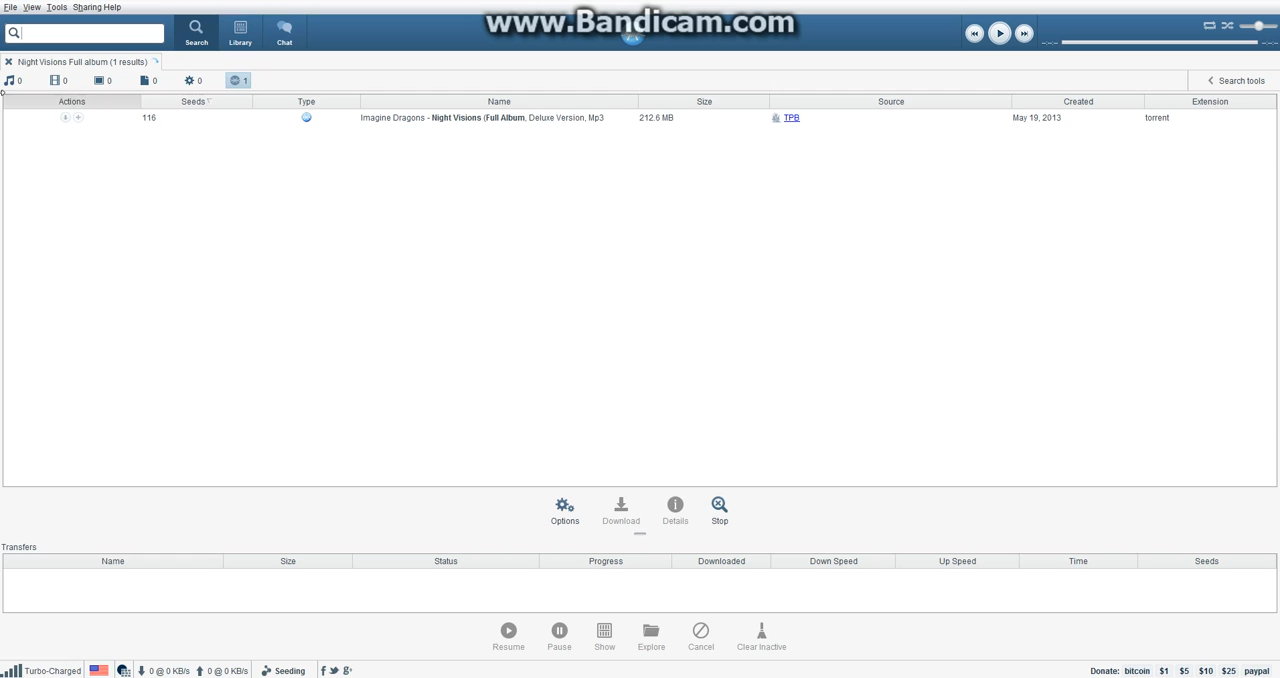 File View Tools Sharing Help
www.Bandicam.com
Search Library Chat
Night Visions Full album (1 results)
0 0 0 0 0 1 Search tools
Actions Seeds Type Name Size Source Created Extension
116 Imagine Dragons - Night Visions (Full Album, Deluxe Version, Mp3 212.6 MB TPB May 19, 2013 torrent
Options Download Details Stop
Transfers
Name Size Status Progress Downloaded Down Speed Up Speed Time Seeds
Resume Pause Show Explore Cancel Clear Inactive
Turbo-Charged 0 @ 0 KB/s 0 @ 0 KB/s Seeding Donate: bitcoin $1 $5 $10 $25 paypal